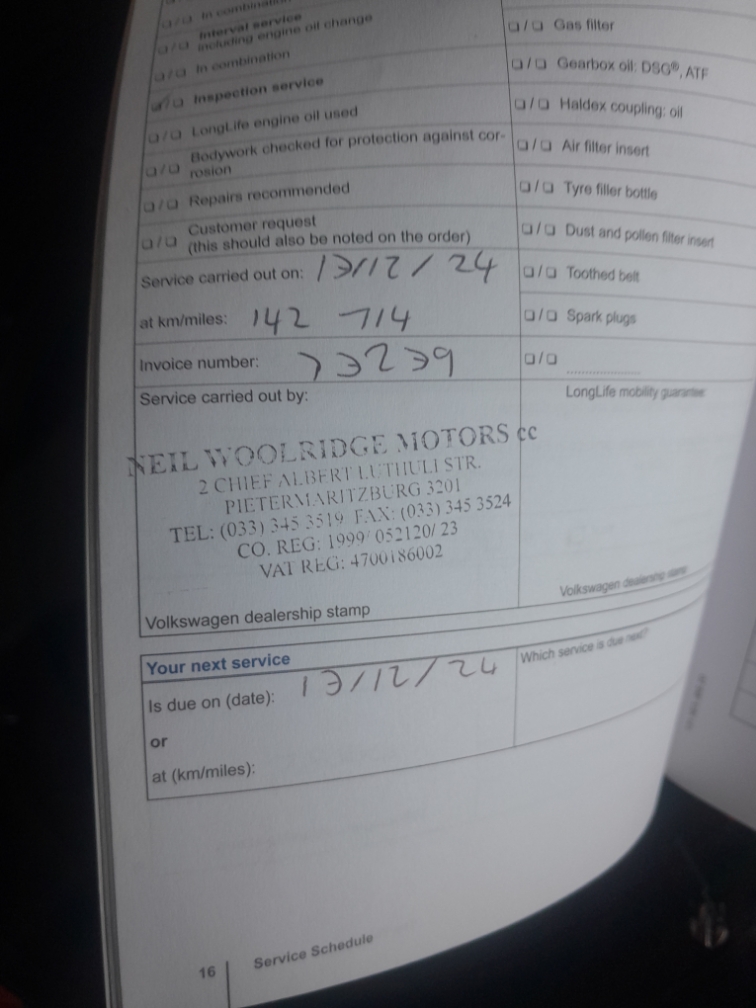 ❑ / ❑ In combination
❑ / ❑ Interval service
including engine oil change
❑ / ❑ In combination
❑ / ❑ Inspection service
❑ / ❑ LongLife engine oil used
❑ / ❑ Bodywork checked for protection against cor-
rosion
❑ / ❑ Repairs recommended
❑ / ❑ Customer request
(this should also be noted on the order)
Service carried out on: 13/12/24
at km/miles: 142 714
Invoice number: 73239
Service carried out by:
NEIL WOOLRIDGE MOTORS cc
2 CHIEF ALBERT LUTHULI STR.
PIETERMARITZBURG 3201
TEL: (033) 345 3519 FAX: (033) 345 3524
CO. REG: 1999/ 052120/ 23
VAT REG: 4700186002
Volkswagen dealership stamp
❑ / ❑ Gas filter
❑ / ❑ Gearbox oil: DSG®, ATF
❑ / ❑ Haldex coupling: oil
❑ / ❑ Air filter insert
❑ / ❑ Tyre filler bottle
❑ / ❑ Dust and pollen filter insert
❑ / ❑ Toothed belt
❑ / ❑ Spark plugs
❑ / ❑ ..................
LongLife mobility guarantee:
Volkswagen dealership stamp
Your next service
Is due on (date): 13/12/24
or
at (km/miles):
Which service is due next?
16 Service Schedule